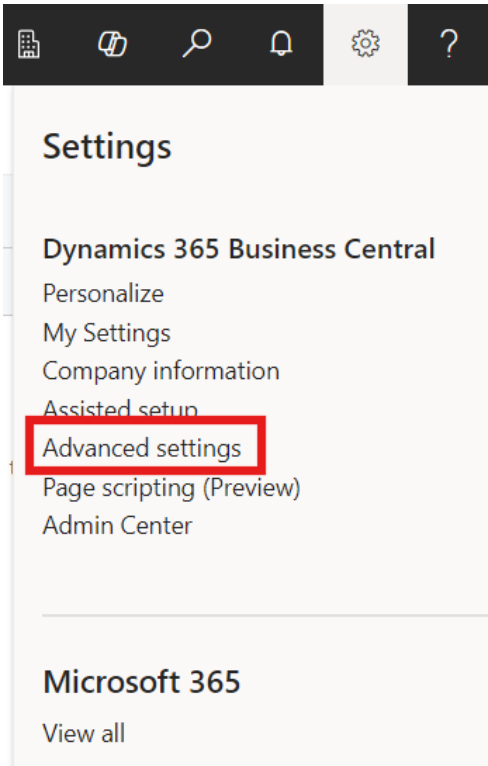 ?
Settings
Dynamics 365 Business Central
Personalize
My Settings
Company information
Assisted setup
Advanced settings
Page scripting (Preview)
Admin Center
Microsoft 365
View all